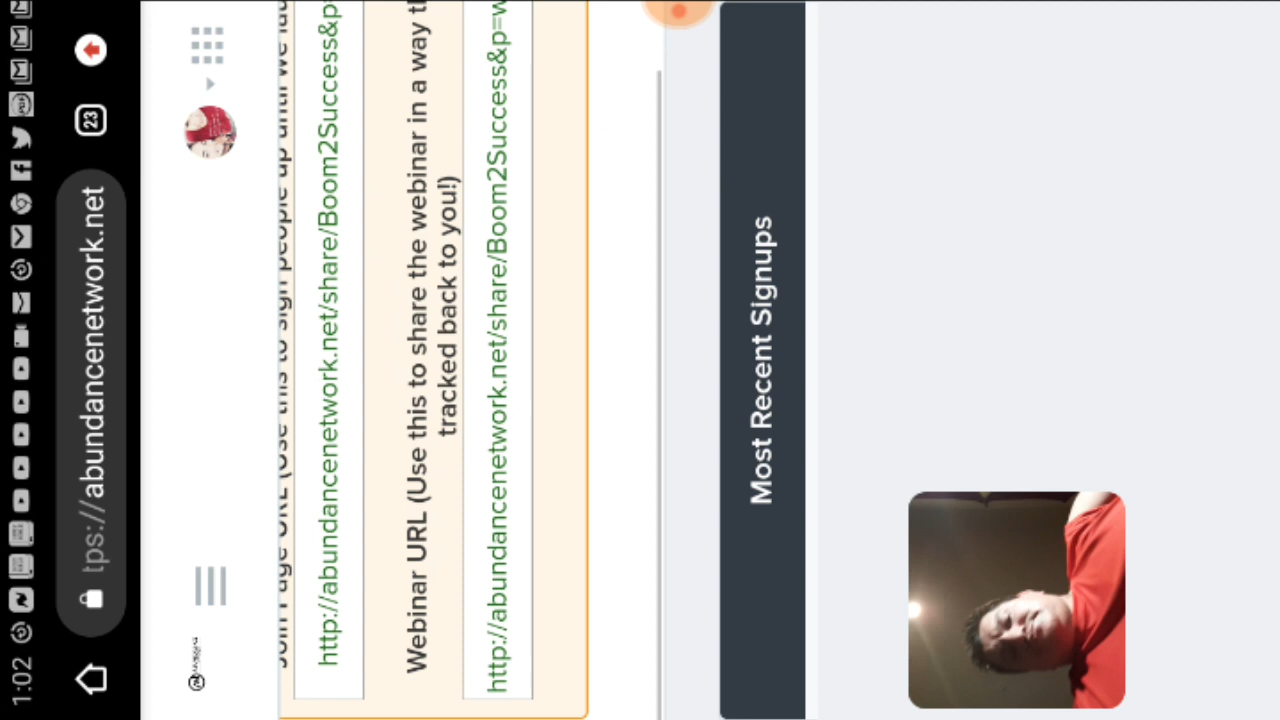 1:02
tps://abundancenetwork.net
23
Join Page URL (Use this to sign people up until we lau
http://abundancenetwork.net/share/Boom2Success&p
Webinar URL (Use this to share the webinar in a way t
tracked back to you!)
http://abundancenetwork.net/share/Boom2Success&p=w
Most Recent Signups